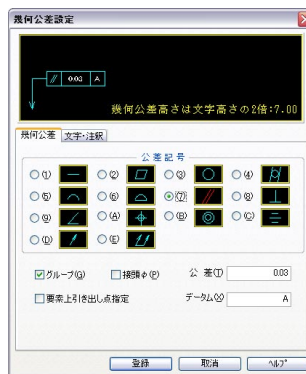 幾何公差設定
// 0.03 A
幾何公差高さは文字高さの2倍:7.00
幾何公差 文字・注釈
公差記号
(1) (2) (3) (4)
(5) (6) (7) (8)
(9) (A) (B) (C)
(D) (E)
グループ(G) 接頭φ(P) 公 差(T) 0.03
要素上引き出し点指定 データム(X) A
登録 取消 ヘルプ